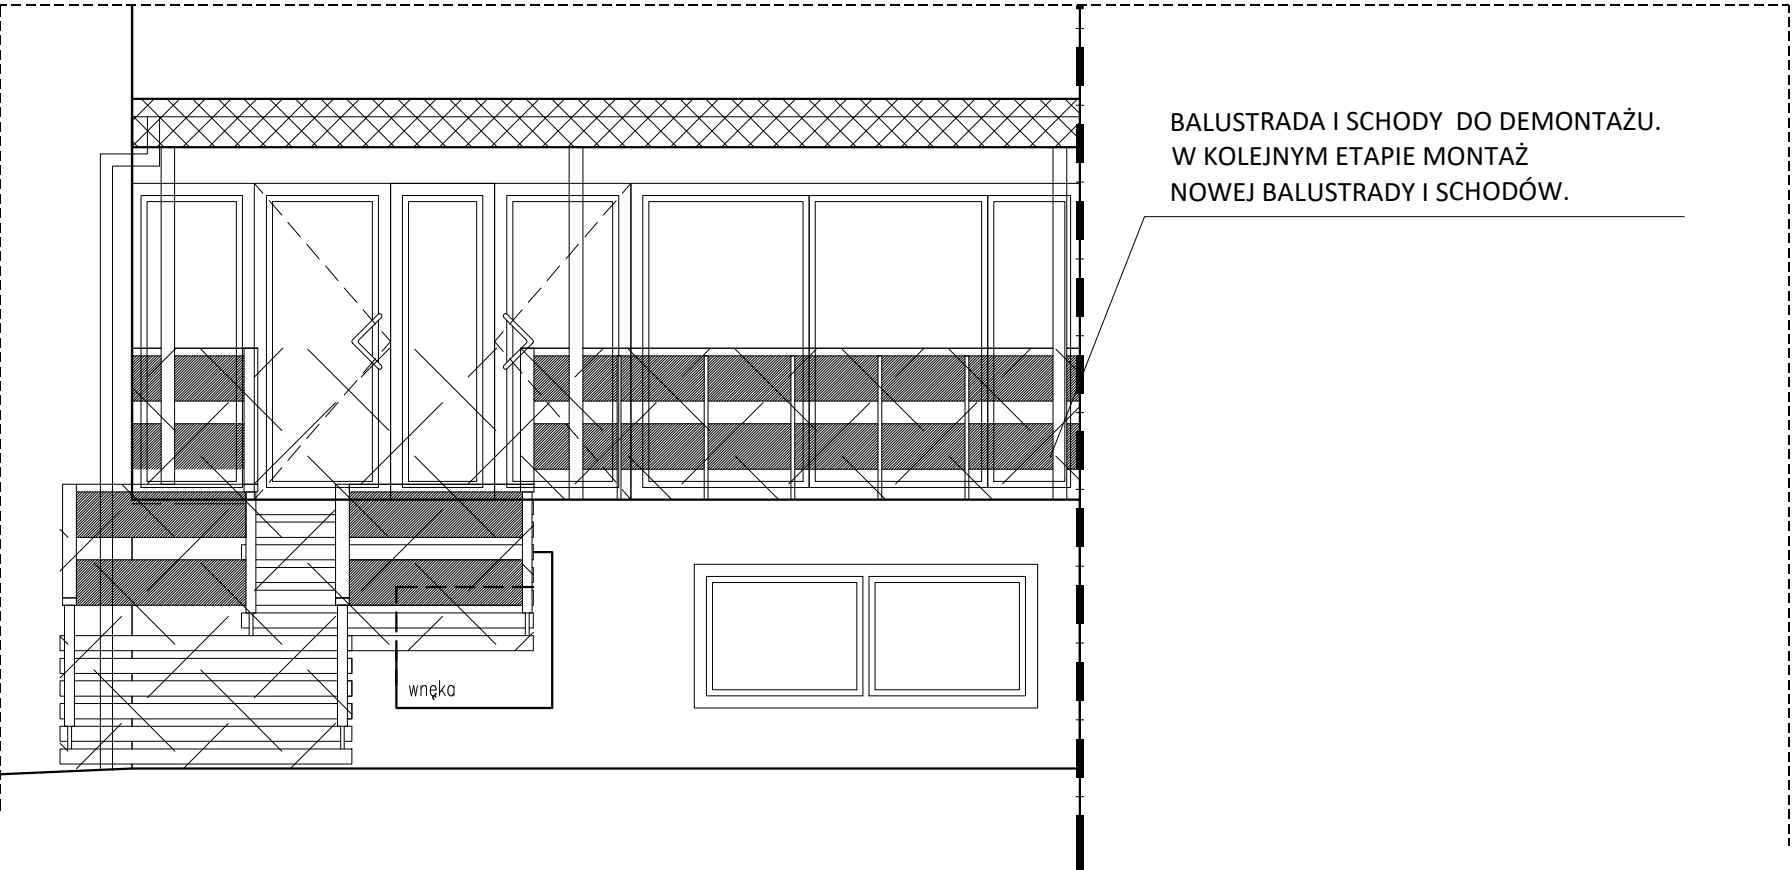 BALUSTRADA I SCHODY DO DEMONTAŻU.
W KOLEJNYM ETAPIE MONTAŻ
NOWEJ BALUSTRADY I SCHODÓW.
wnęka